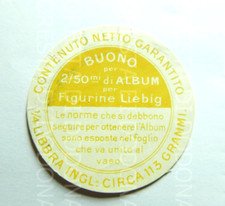 CONTENUTO NETTO GARANTITO
BUONO
per
2/50mi di ALBUM
per
Figurine Liebig
Le norme che si debbono
seguire per ottenere l'Album
sono esposte nel foglio
che va unito al
vaso
¼ LIBBRA INGL: CIRCA 113 GRAMMI